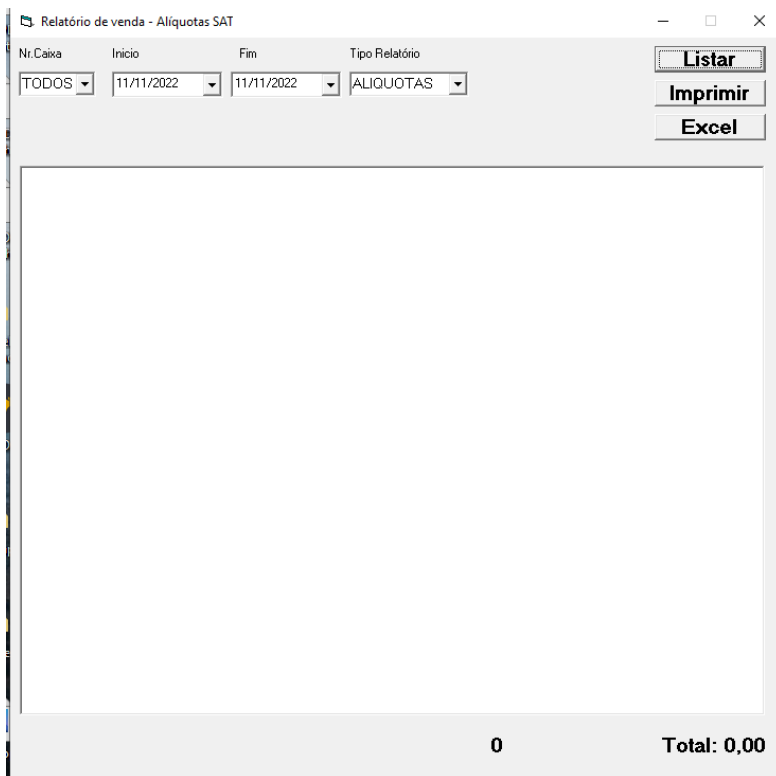 Relatório de venda - Alíquotas SAT
Nr.Caixa Inicio Fim Tipo Relatório
TODOS 11/11/2022 11/11/2022 ALIQUOTAS
Listar
Imprimir
Excel
0 Total: 0,00